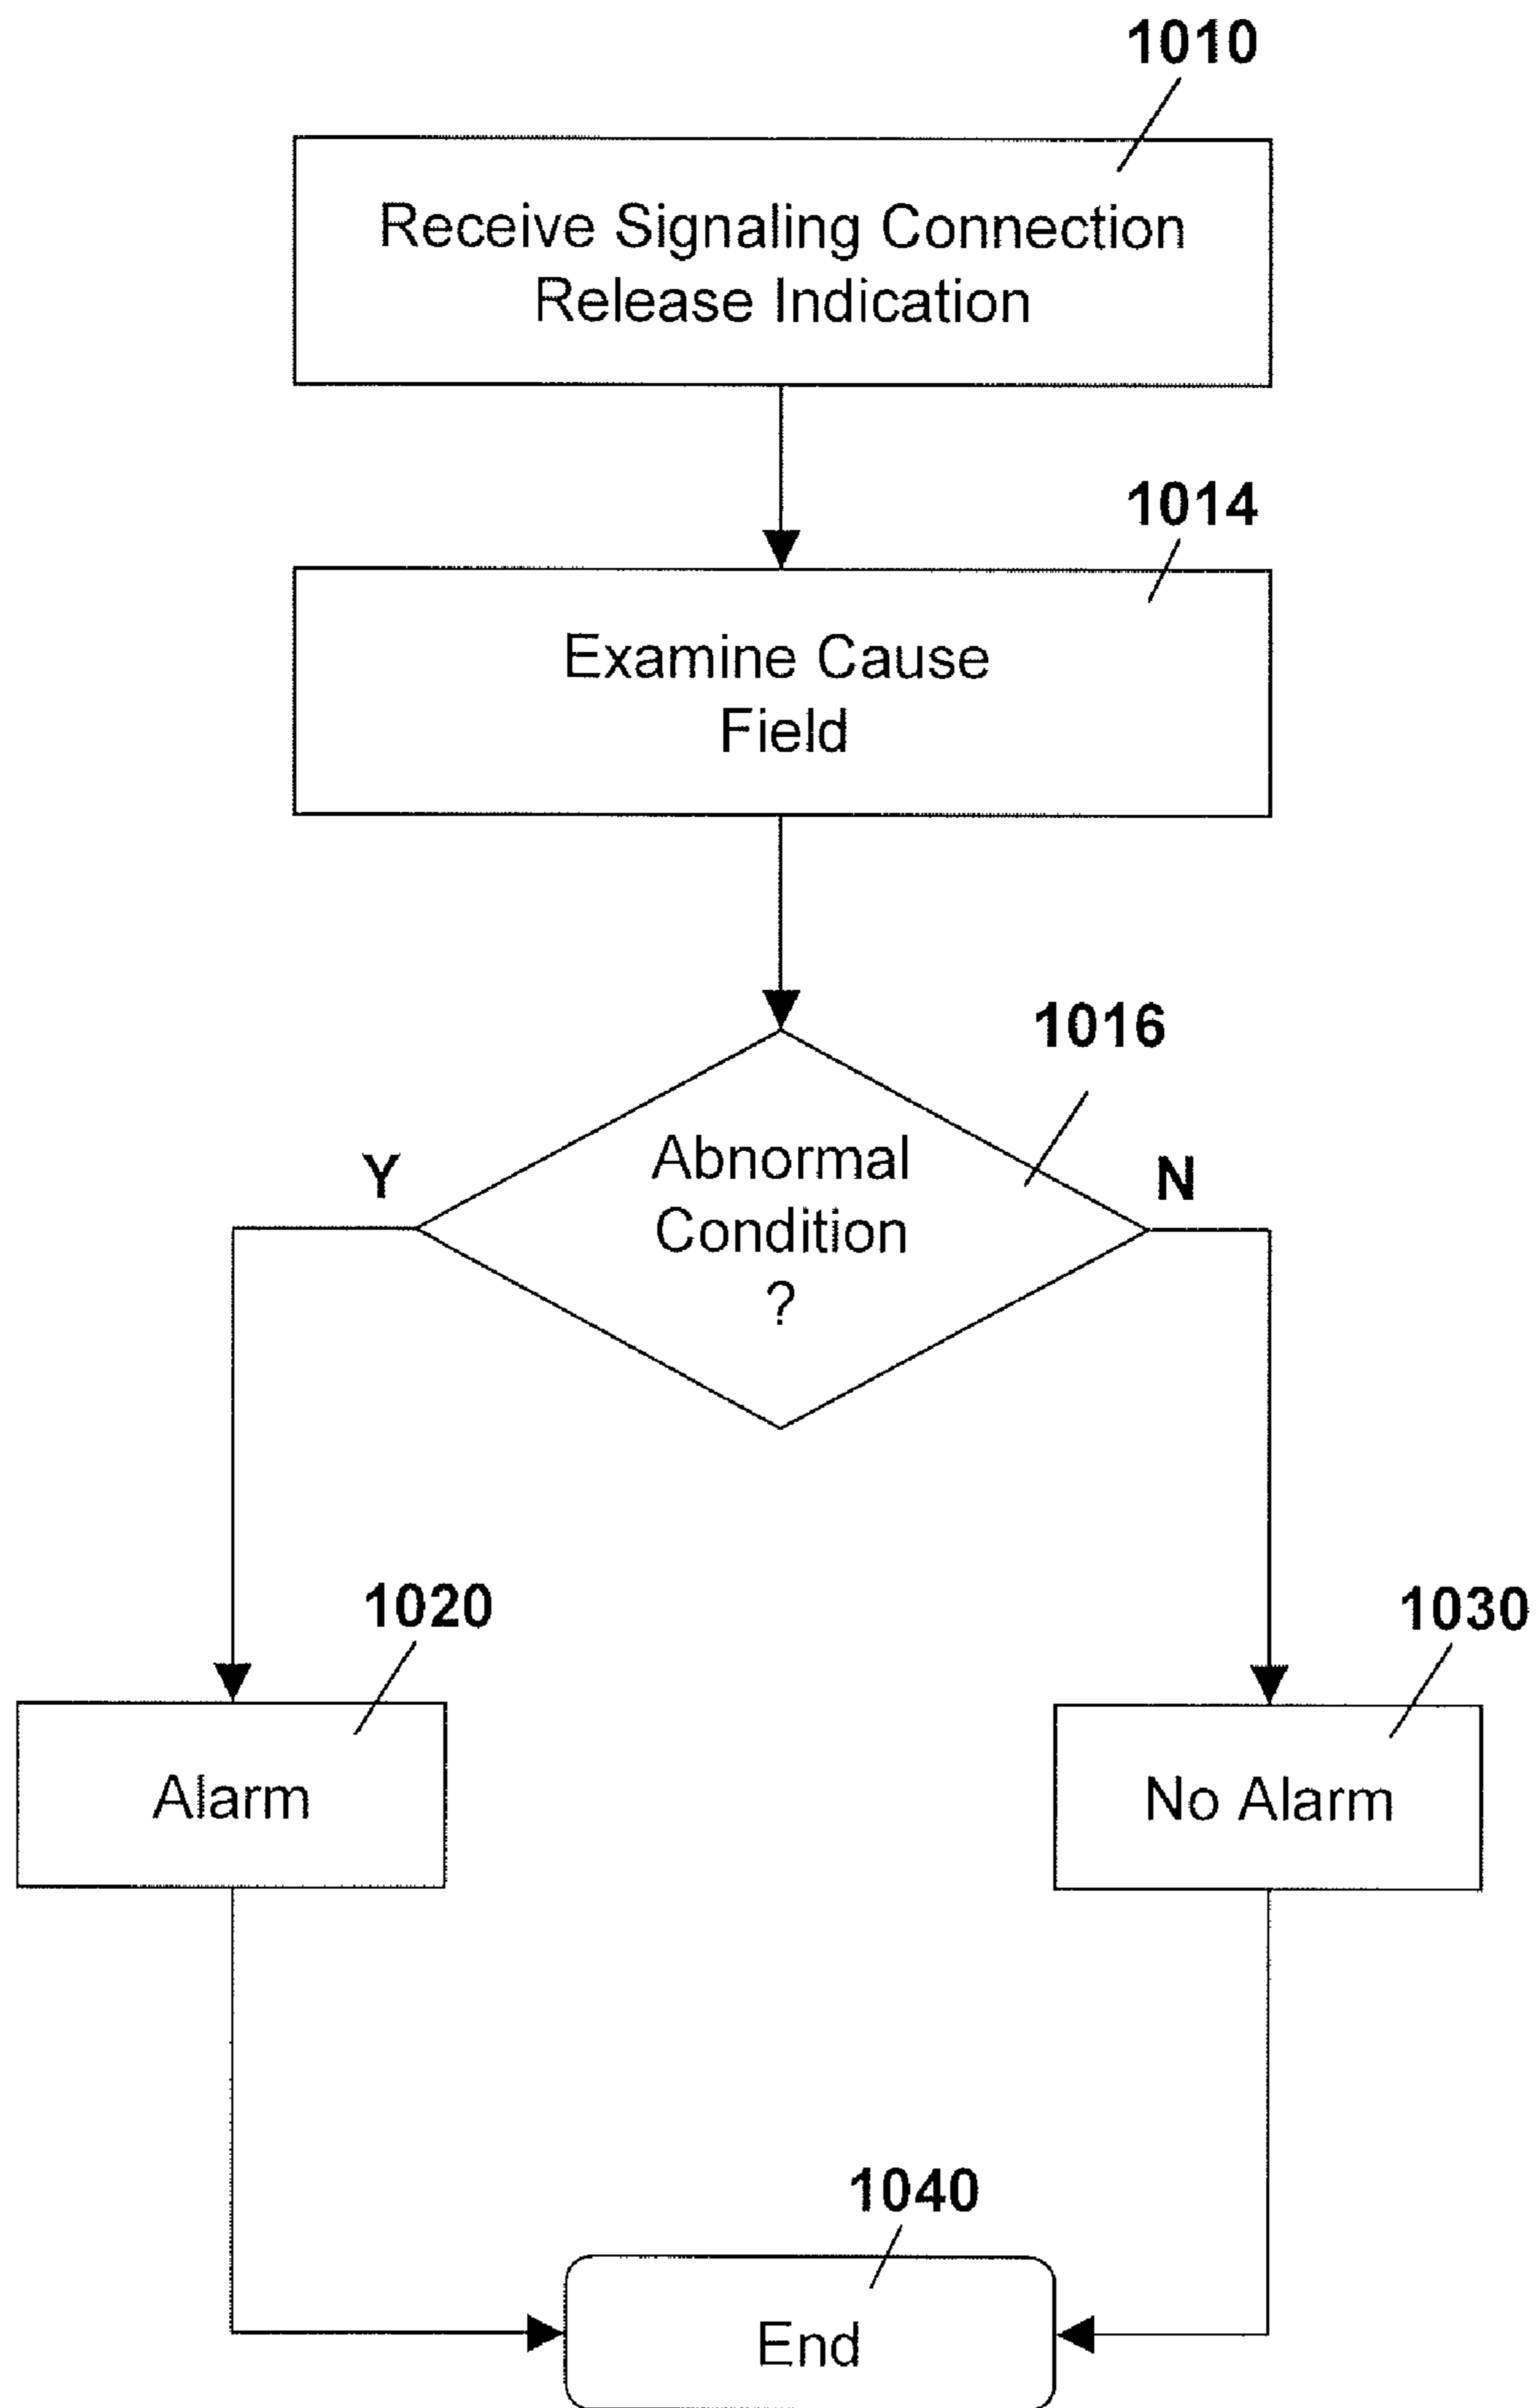 1010
Receive Signaling Connection
Release Indication
1014
Examine Cause
Field
1016
Y
Abnormal
N
Condition
?
1020
1030
Alarm
No Alarm
1040
End